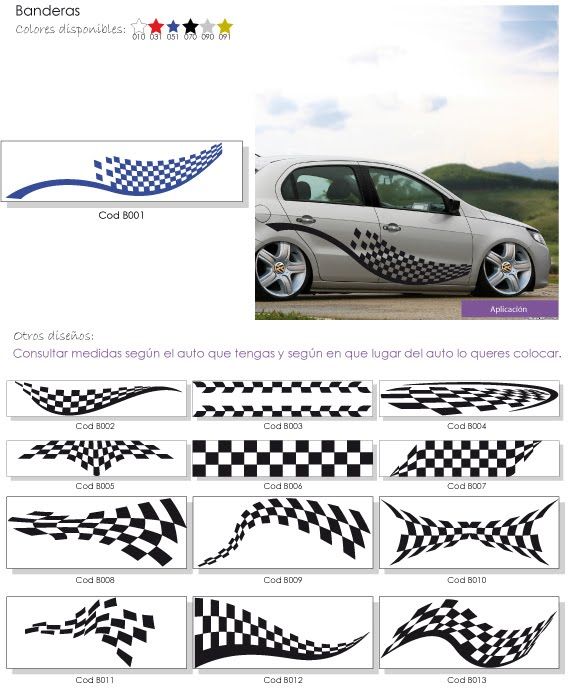 Banderas
Colores disponibles:
010 031 051 070 090 091
Cod B001
Aplicación
Otros diseños:
Consultar medidas según el auto que tengas y según en que lugar del auto lo queres colocar.
Cod B002 Cod B003 Cod B004
Cod B005 Cod B006 Cod B007
Cod B008 Cod B009 Cod B010
Cod B011 Cod B012 Cod B013